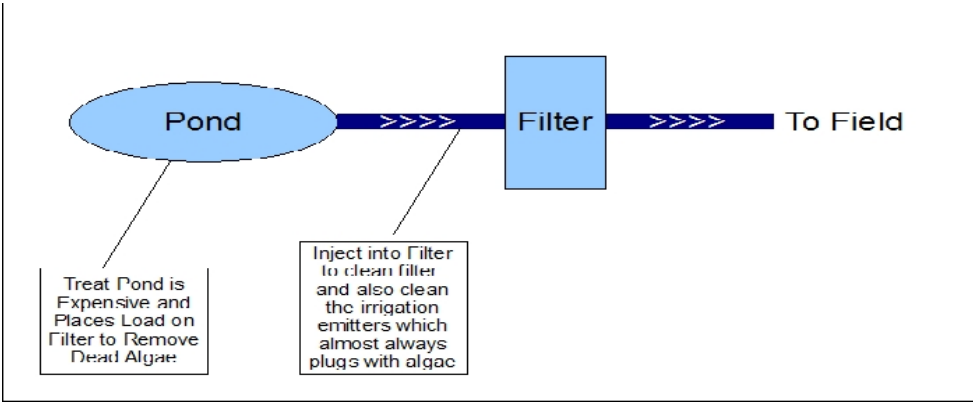 Pond >>>> Filter >>>> To Field
Treat Pond is
Expensive and
Places Load on
Filter to Remove
Dead Algae
Inject into Filter
to clean filter
and also clean
the irrigation
emitters which
almost always
plugs with algae